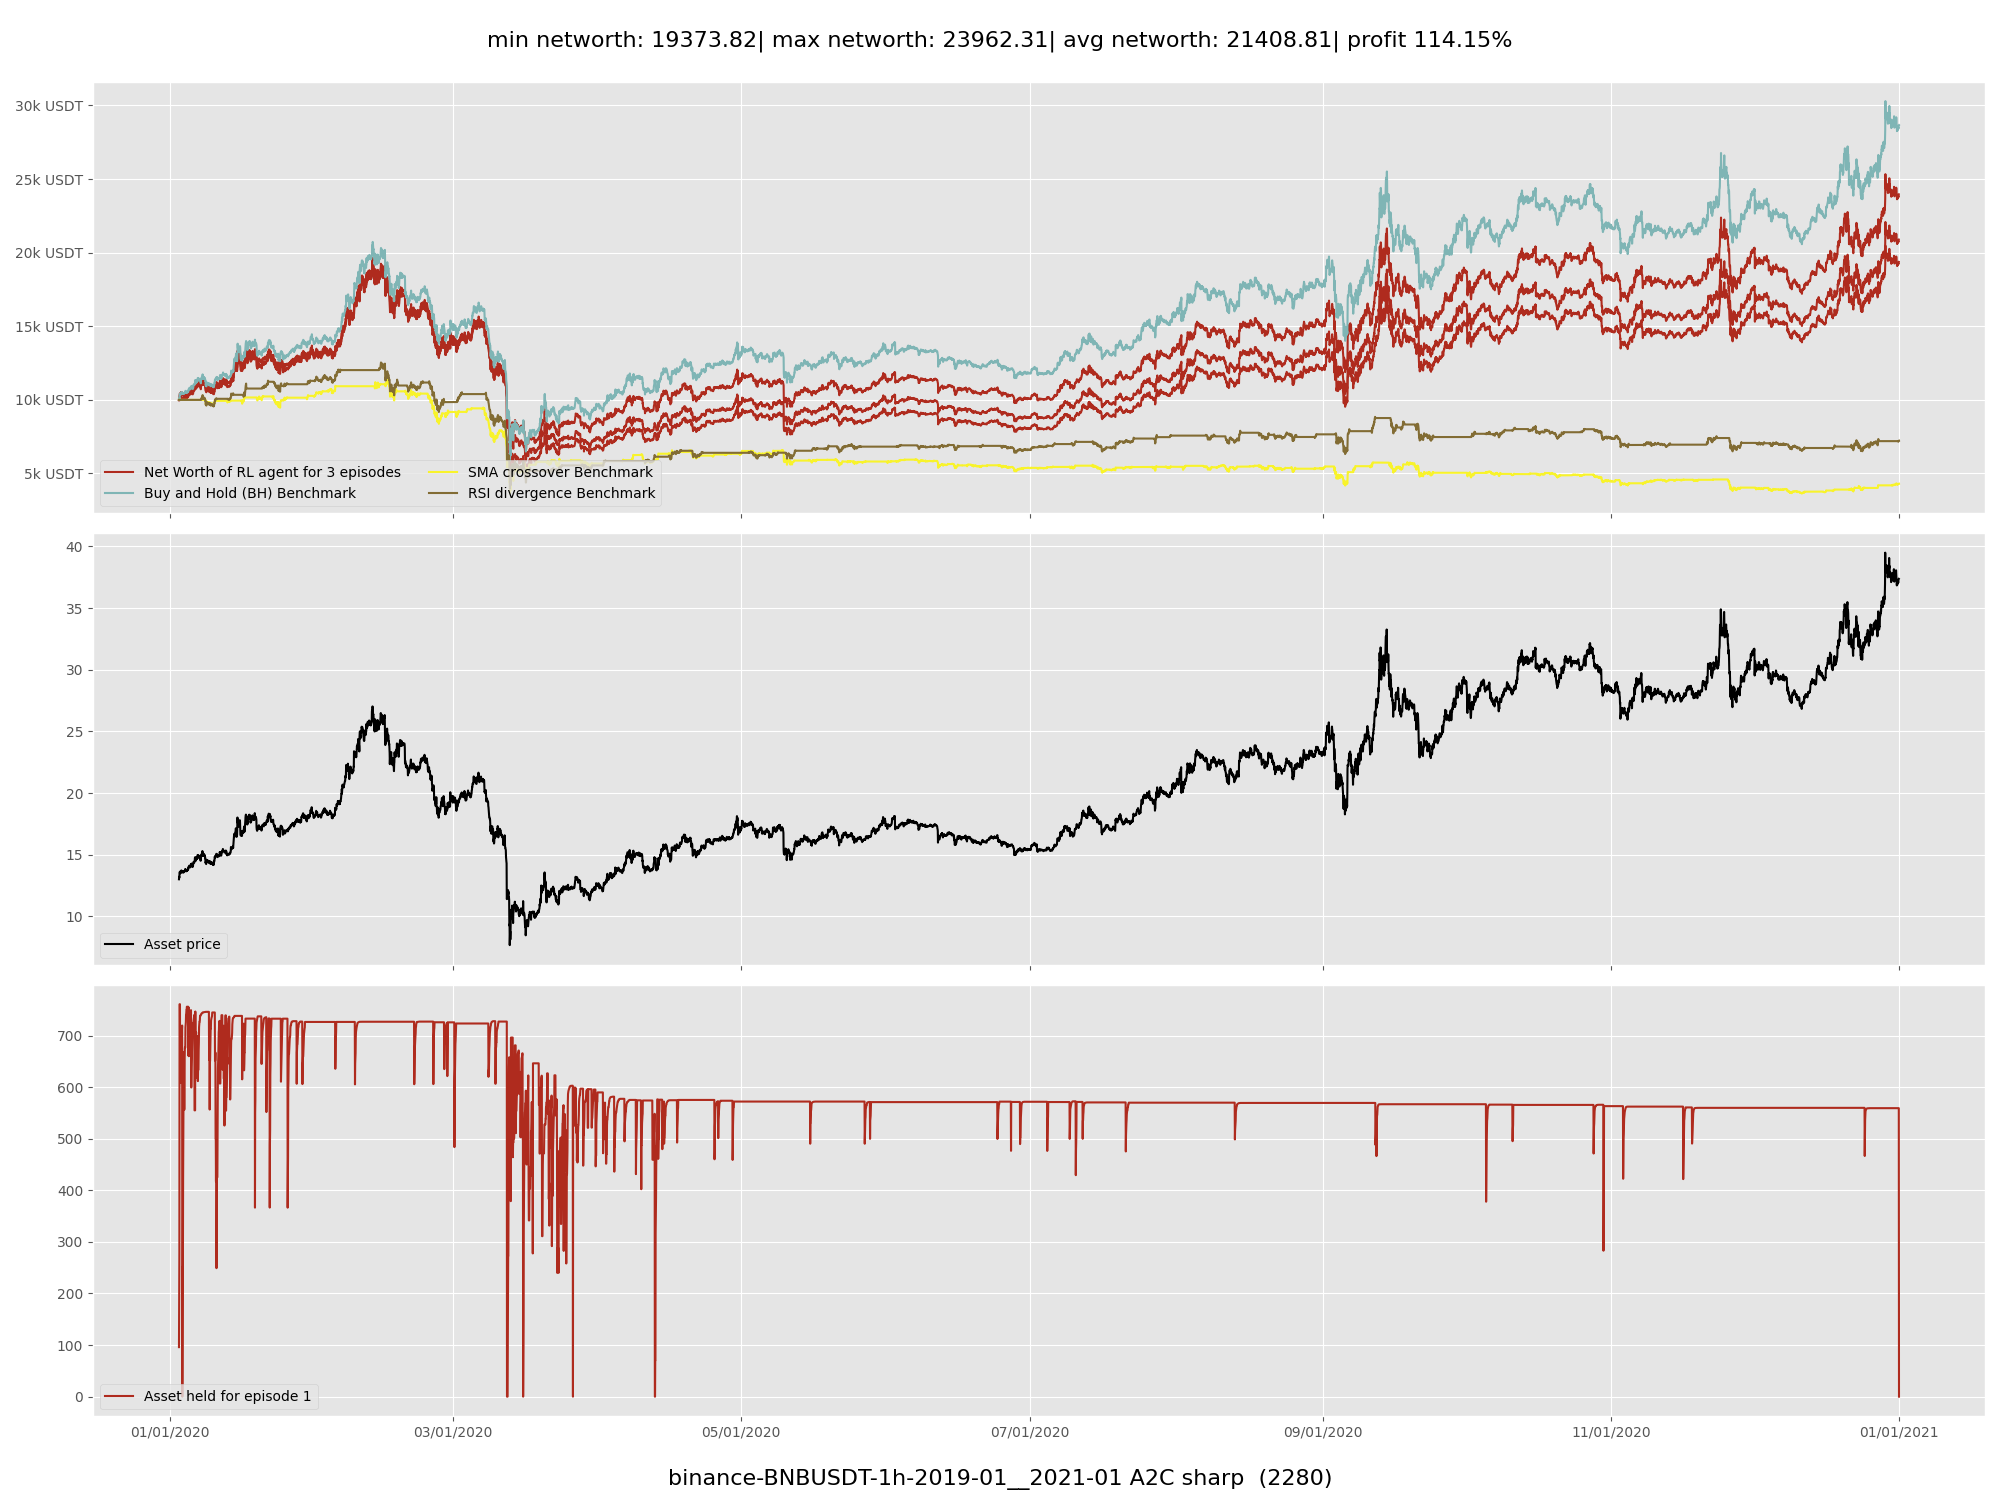 min networth: 19373.82| max networth: 23962.31| avg networth: 21408.81| profit 114.15%
30k USDT
25k USDT
20k USDT
15k USDT
10k USDT
5k USDT
Net Worth of RL agent for 3 episodes
Buy and Hold (BH) Benchmark
SMA crossover Benchmark
RSI divergence Benchmark
40
35
30
25
20
15
10
Asset price
700
600
500
400
300
200
100
0
Asset held for episode 1
01/01/2020 03/01/2020 05/01/2020 07/01/2020 09/01/2020 11/01/2020 01/01/2021
binance-BNBUSDT-1h-2019-01__2021-01 A2C sharp (2280)